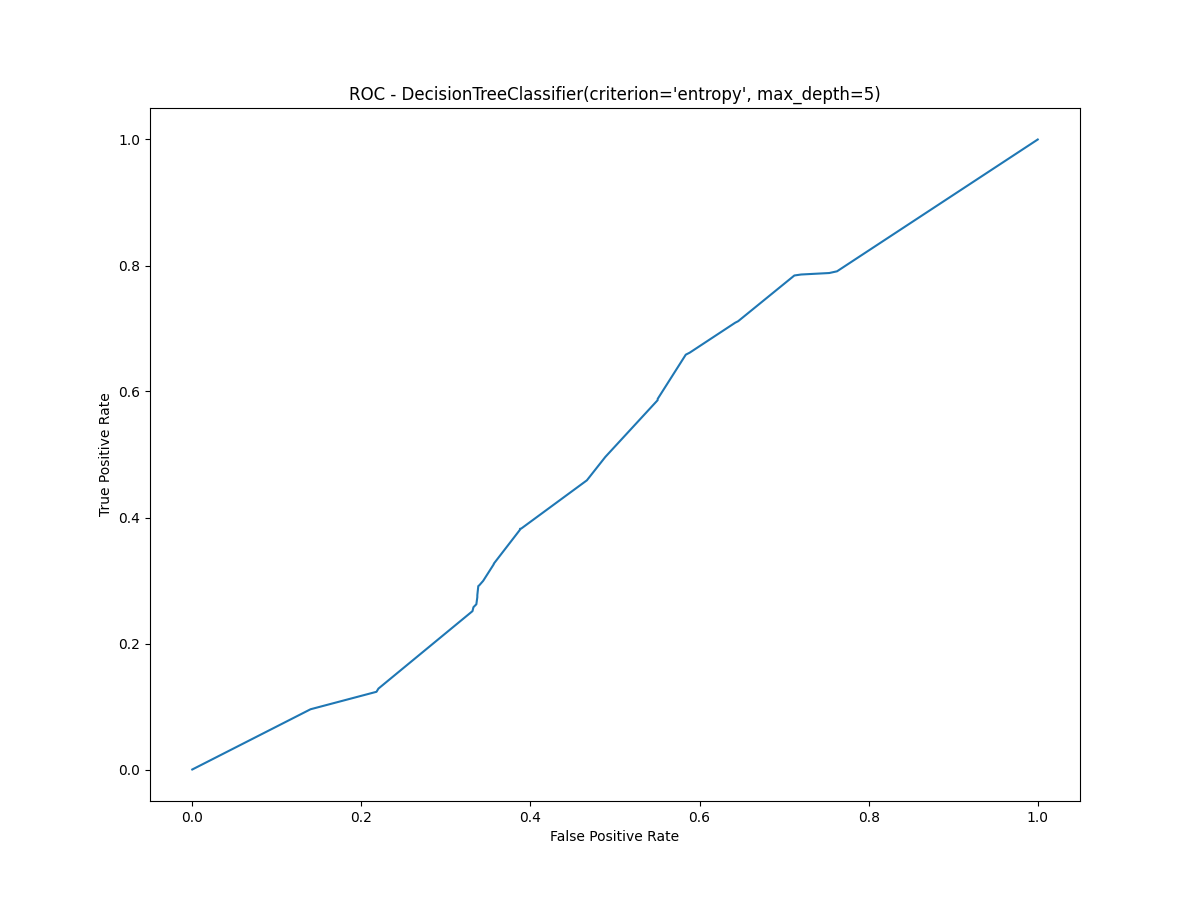 ROC - DecisionTreeClassifier(criterion='entropy', max_depth=5)
1.0
0.8
0.6
0.4
0.2
0.0
True Positive Rate
0.0 0.2 0.4 0.6 0.8 1.0
False Positive Rate